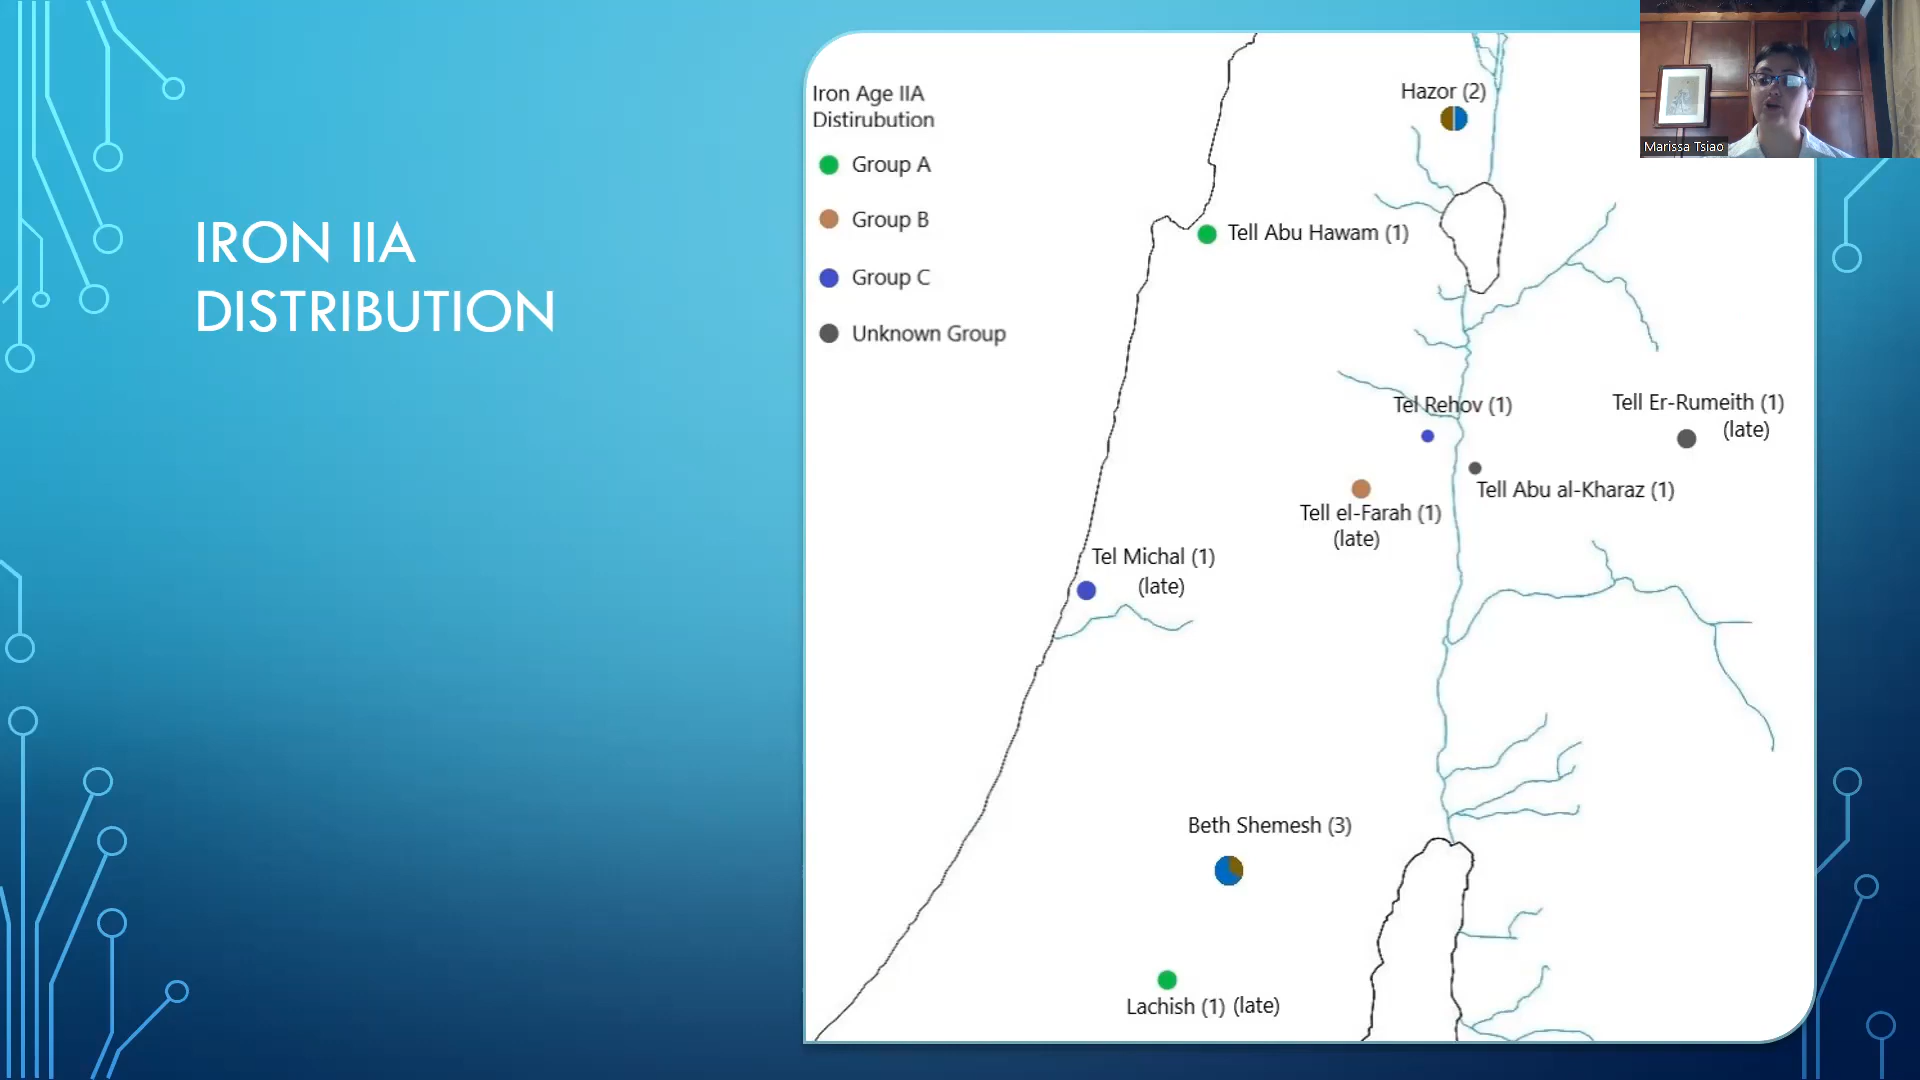 IRON IIA
DISTRIBUTION
Iron Age IIA
Distirubution
Group A
Group B
Group C
Unknown Group
Hazor (2)
Tell Abu Hawam (1)
Tel Rehov (1)
Tell Er-Rumeith (1)
(late)
Tell Abu al-Kharaz (1)
Tell el-Farah (1)
(late)
Tel Michal (1)
(late)
Beth Shemesh (3)
Lachish (1) (late)
Marissa Tsiao